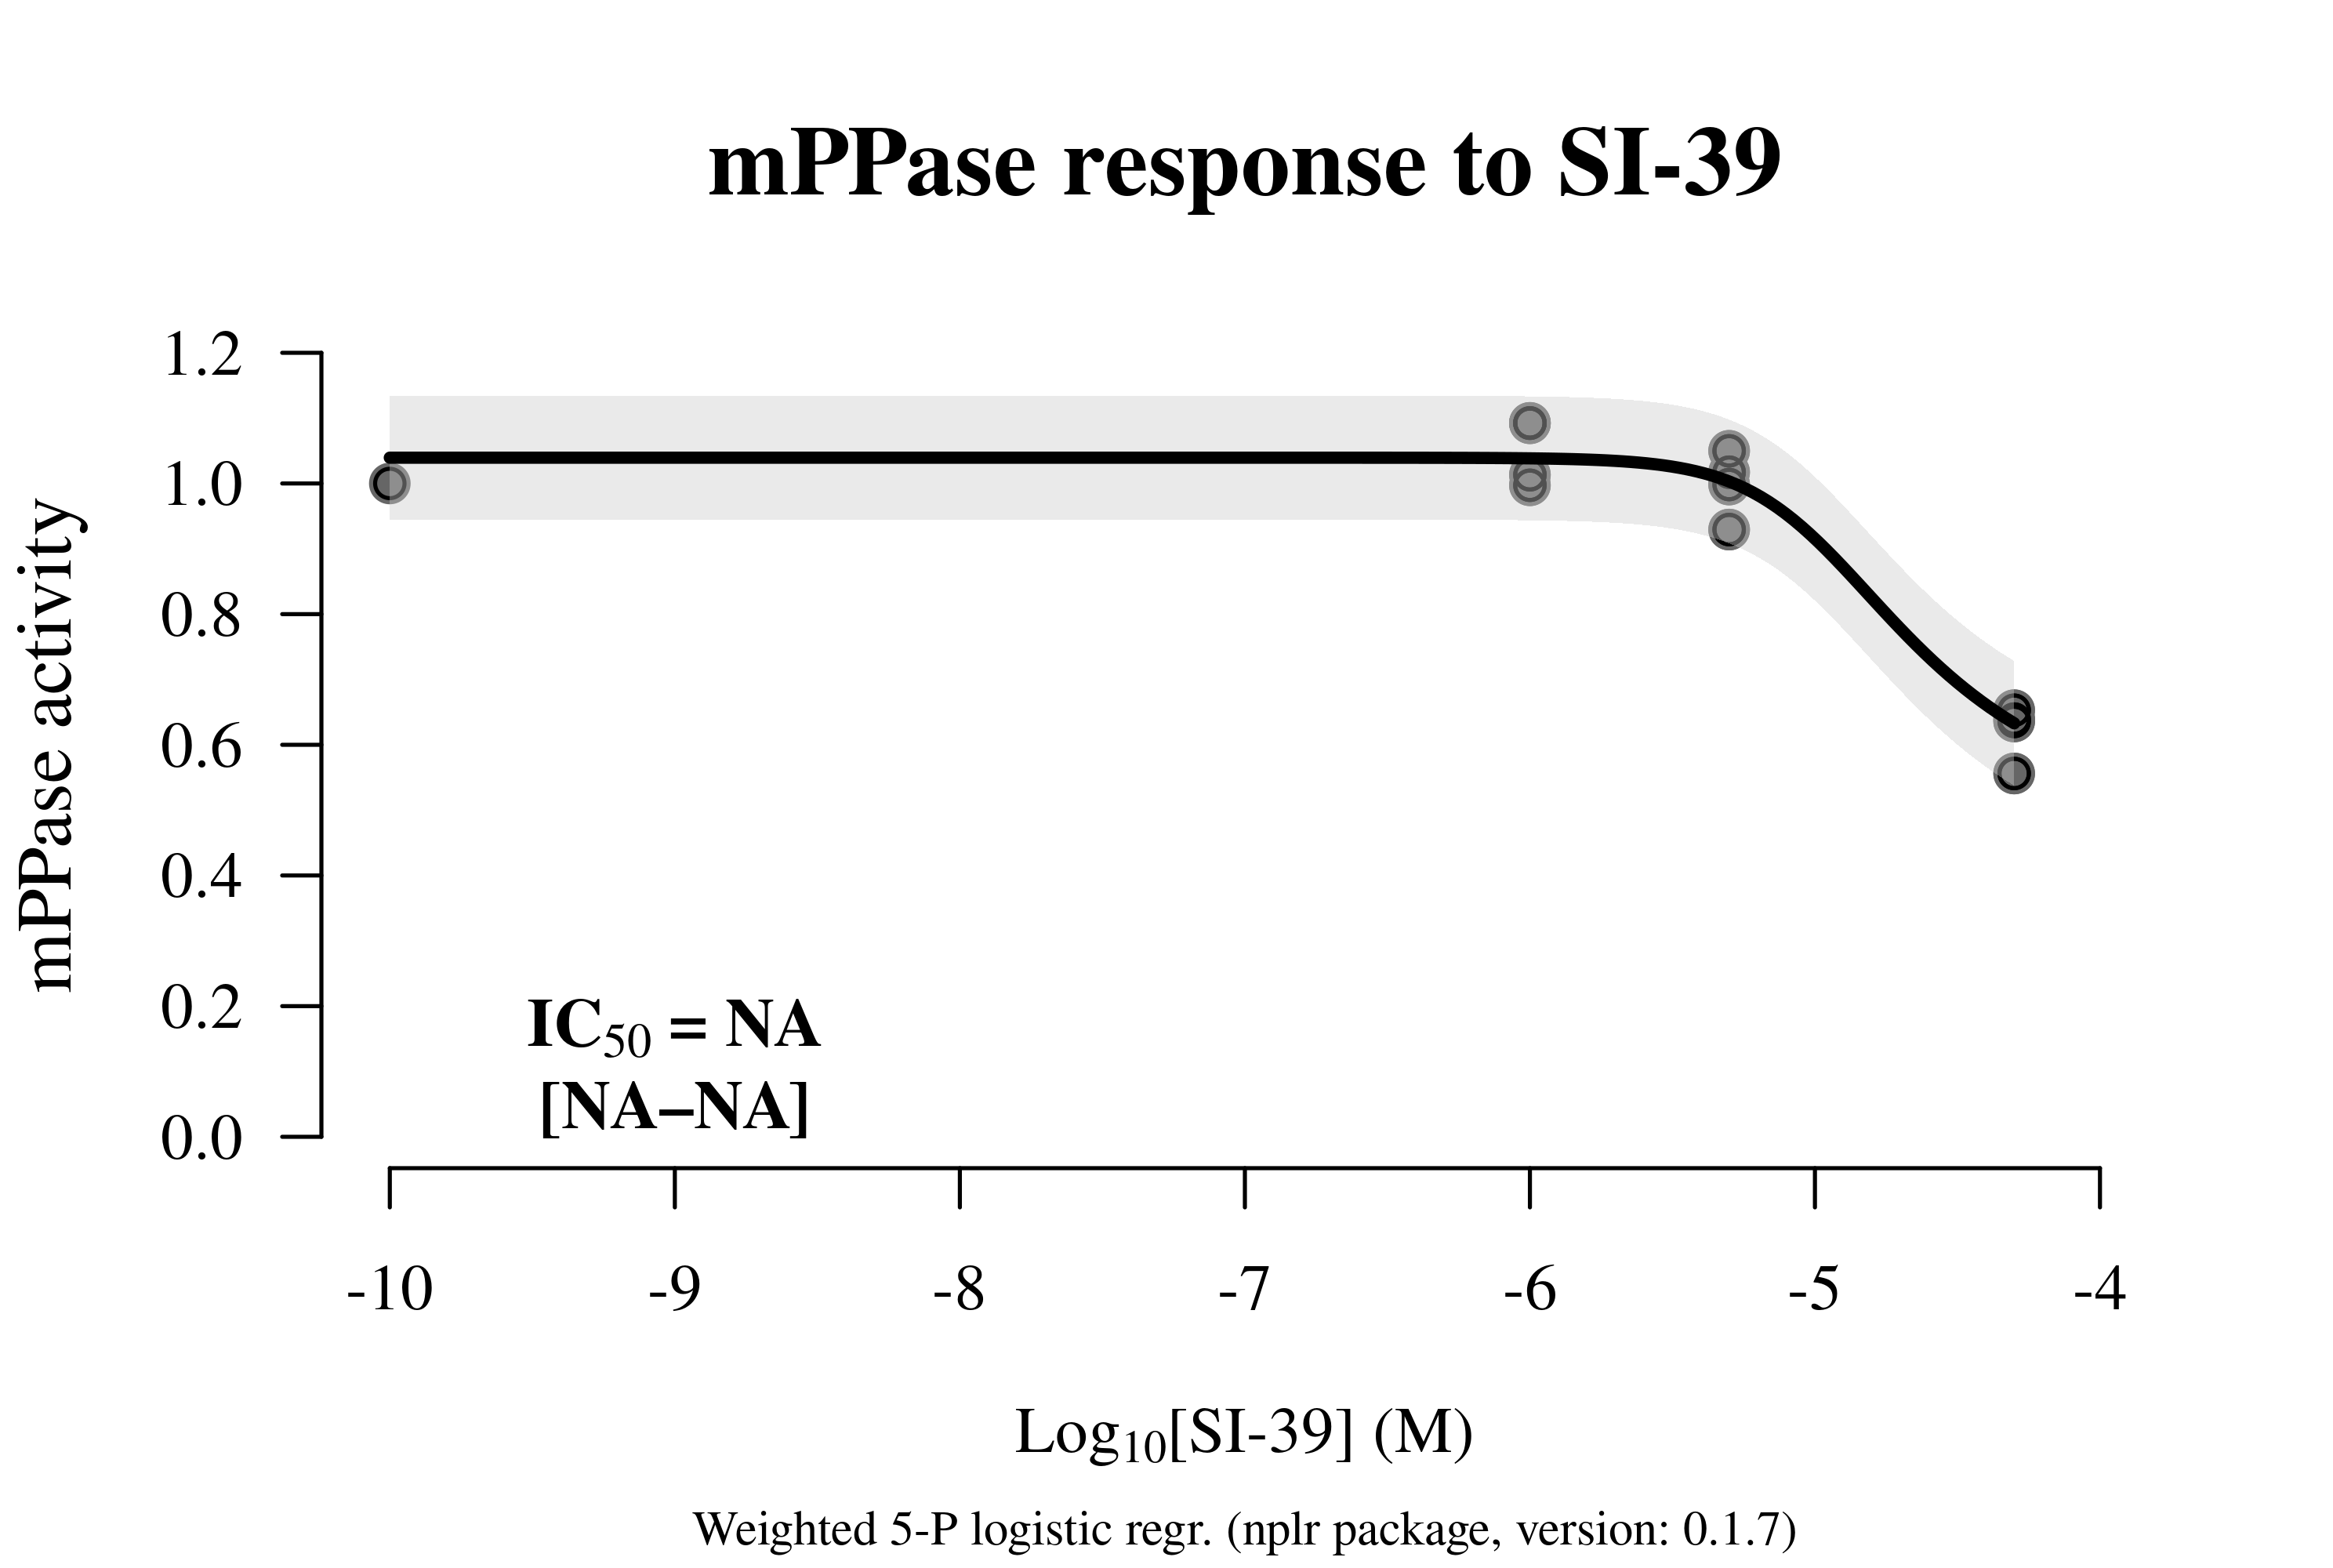 mPPase response to SI-39
mPPase activity
1.2
1.0
0.8
0.6
0.4
0.2
0.0
IC50 = NA
[NA–NA]
-10 -9 -8 -7 -6 -5 -4
Log10[SI-39] (M)
Weighted 5-P logistic regr. (nplr package, version: 0.1.7)